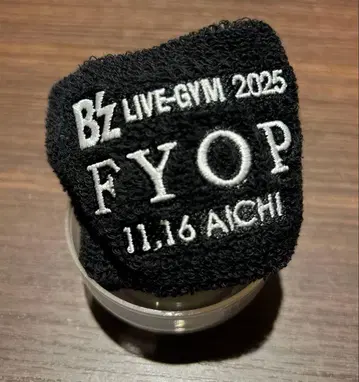 B'z LIVE-GYM 2025
FYOP
11.16 AICHI